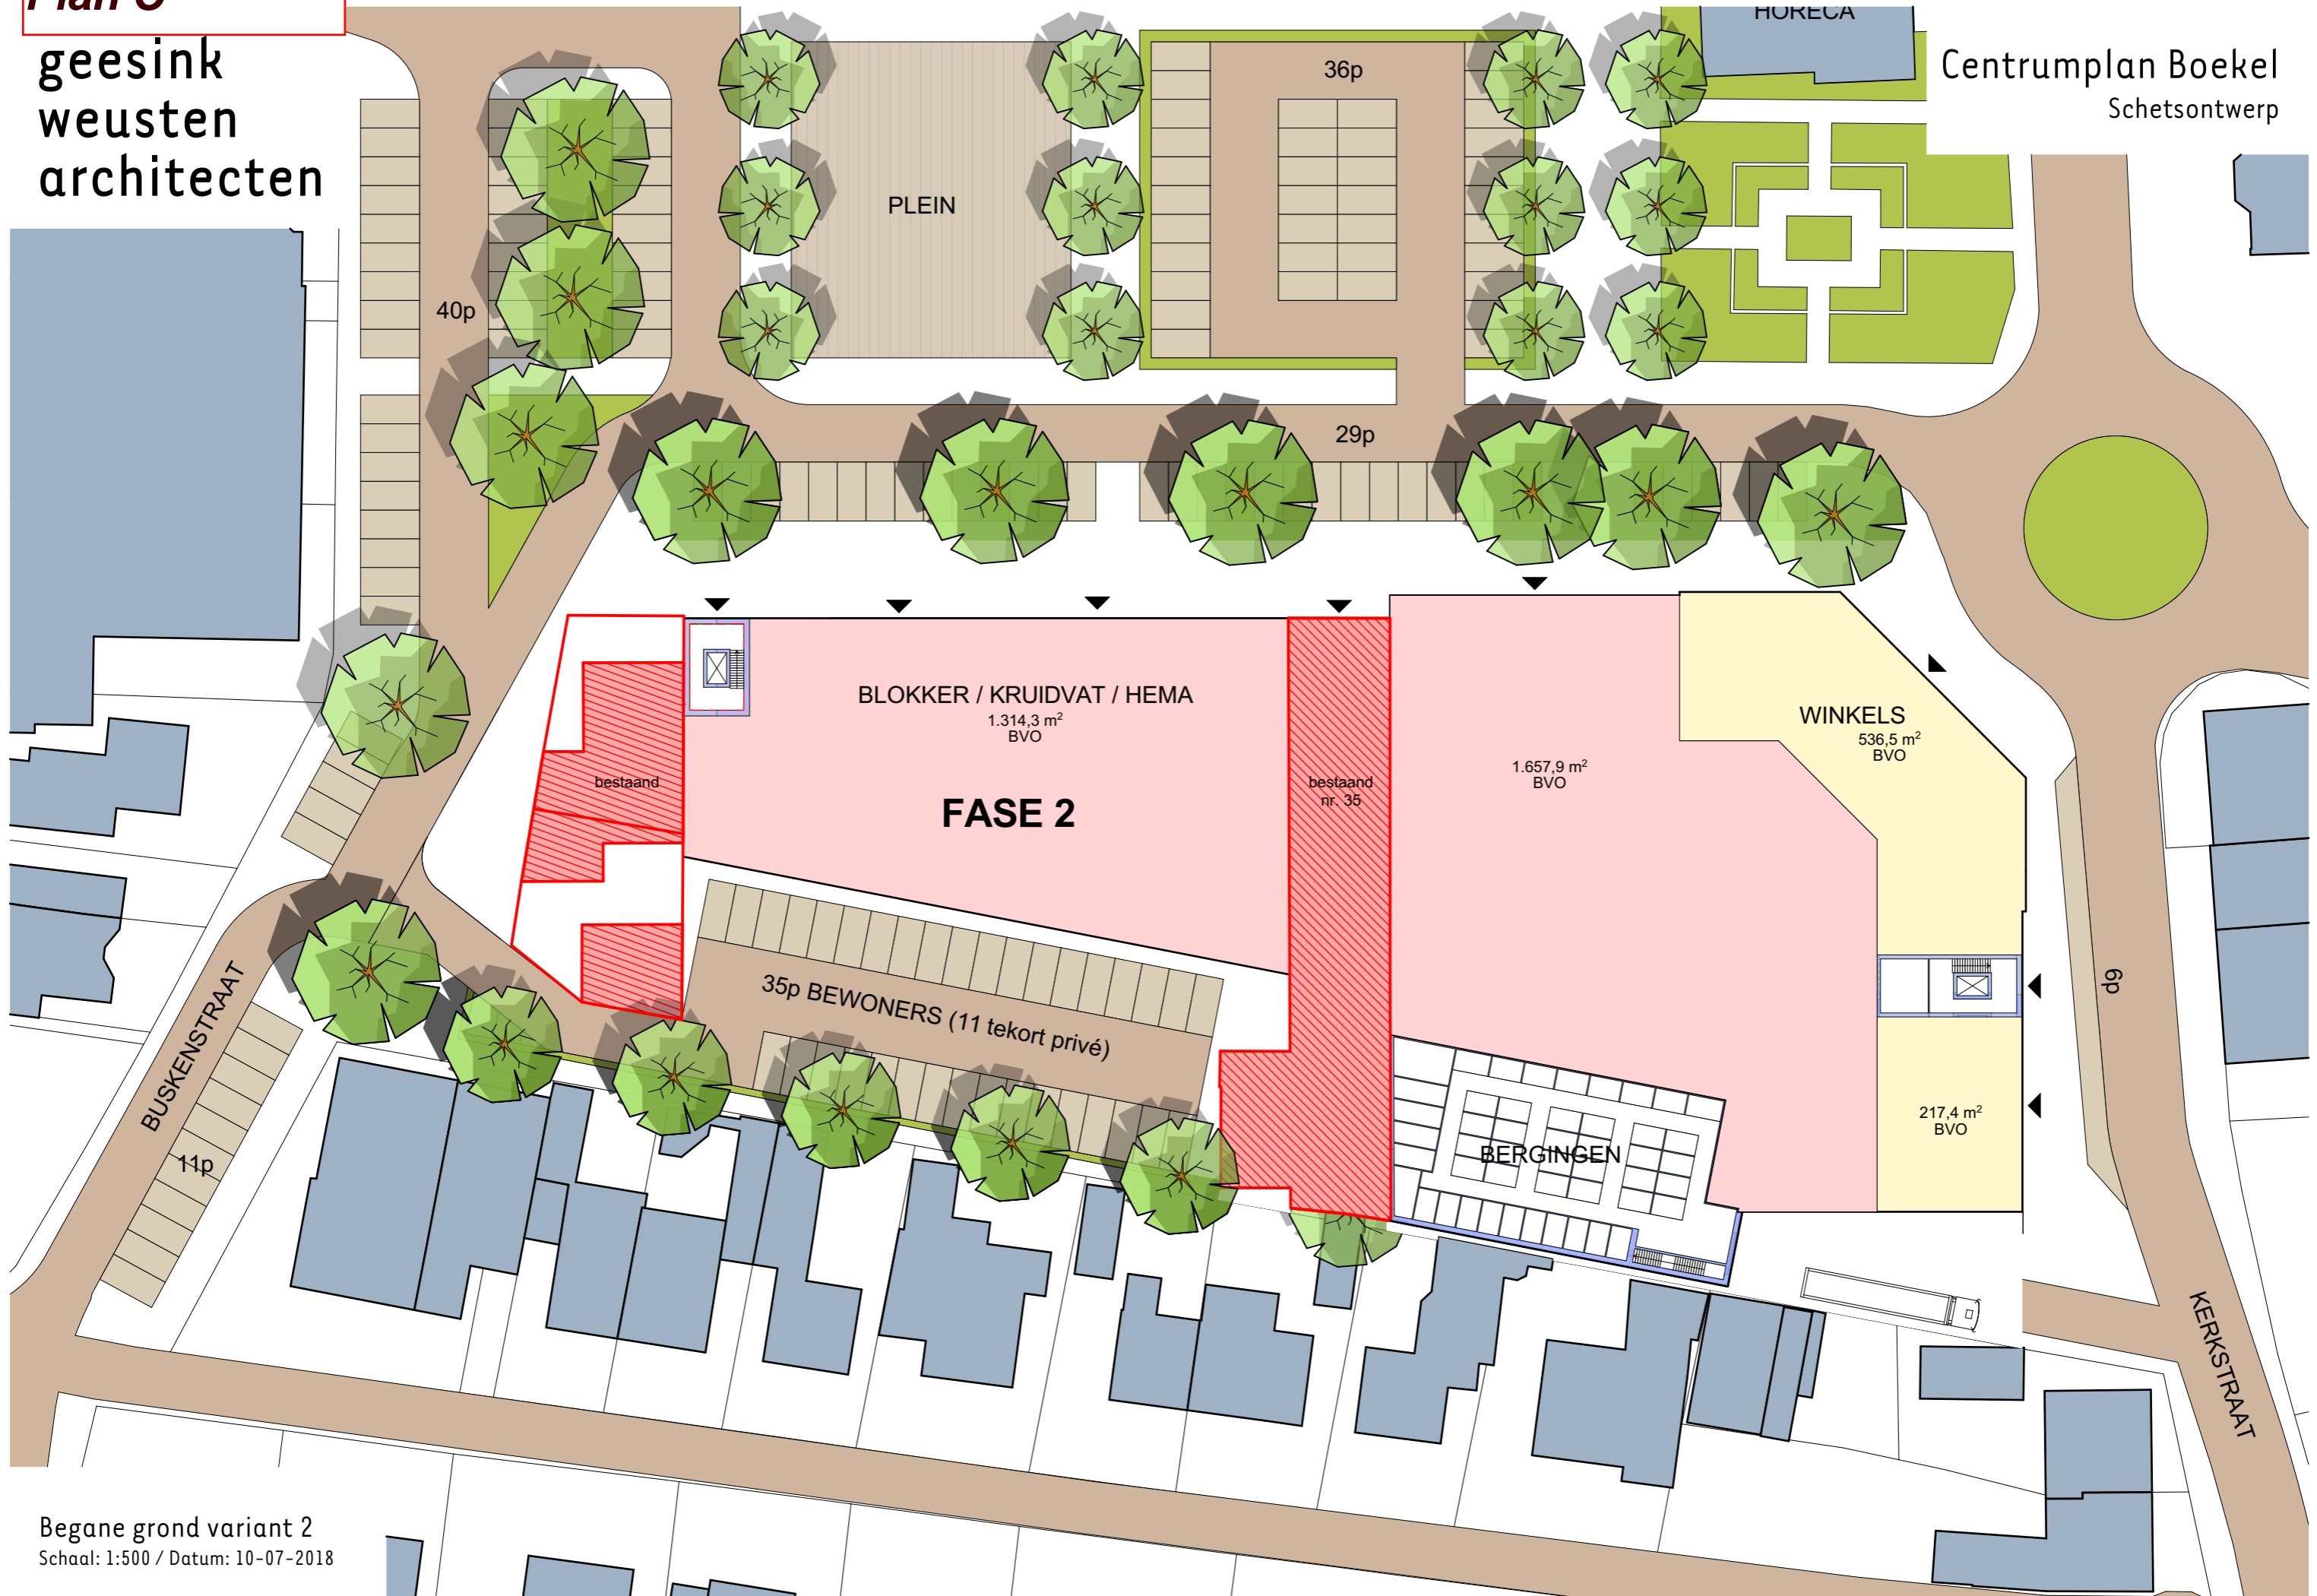 Plan C
geesink
weusten
architecten
HORECA
Centrumplan Boekel
Schetsontwerp
36p
PLEIN
40p
29p
BLOKKER / KRUIDVAT / HEMA
1.314,3 m²
BVO
FASE 2
bestaand
bestaand
nr. 35
1.657,9 m²
BVO
WINKELS
536,5 m²
BVO
35p BEWONERS (11 tekort privé)
6p
BUSKENSTRAAT
11p
BERGINGEN
217,4 m²
BVO
KERKSTRAAT
Begane grond variant 2
Schaal: 1:500 / Datum: 10-07-2018